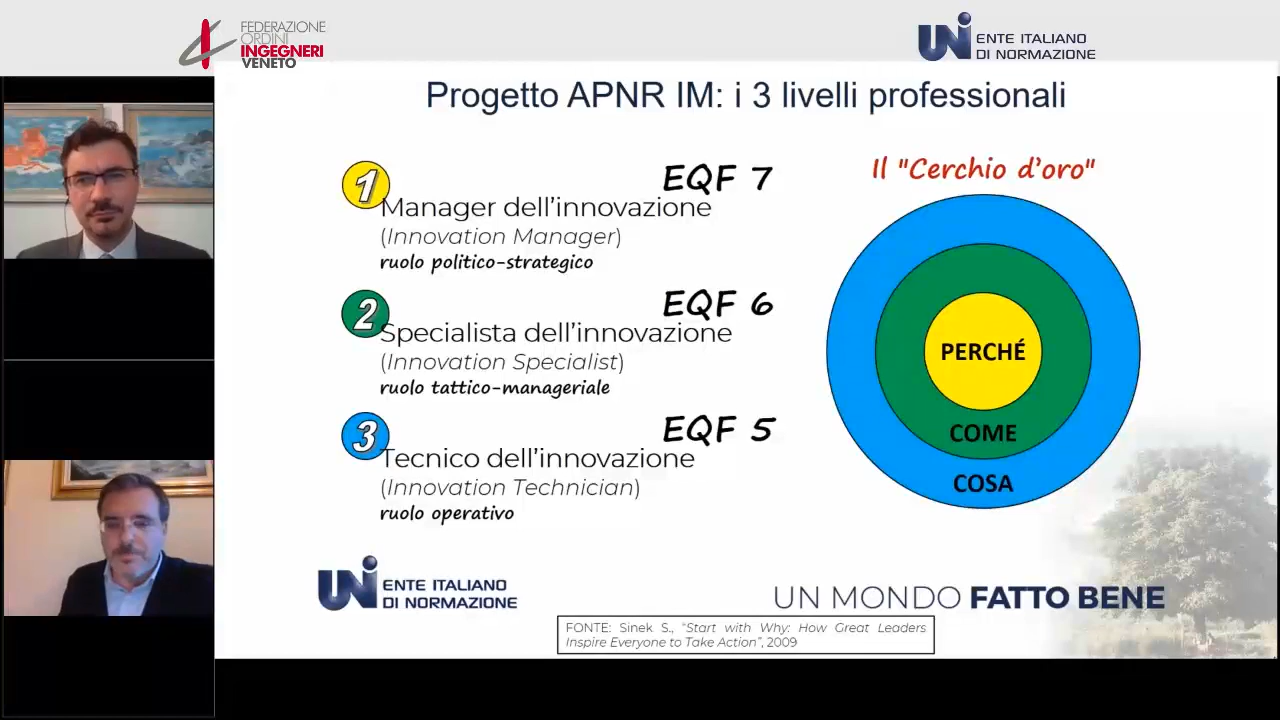 FEDERAZIONE
ORDINI
INGEGNERI
VENETO
UNI ENTE ITALIANO
DI NORMAZIONE
Progetto APNR IM: i 3 livelli professionali
1
EQF 7
Manager dell'innovazione
(Innovation Manager)
ruolo politico-strategico
2
EQF 6
Specialista dell'innovazione
(Innovation Specialist)
ruolo tattico-manageriale
3
EQF 5
Tecnico dell'innovazione
(Innovation Technician)
ruolo operativo
Il "Cerchio d'oro"
PERCHÉ
COME
COSA
UNI ENTE ITALIANO
DI NORMAZIONE
UN MONDO FATTO BENE
FONTE: Sinek S., "Start with Why: How Great Leaders
Inspire Everyone to Take Action", 2009